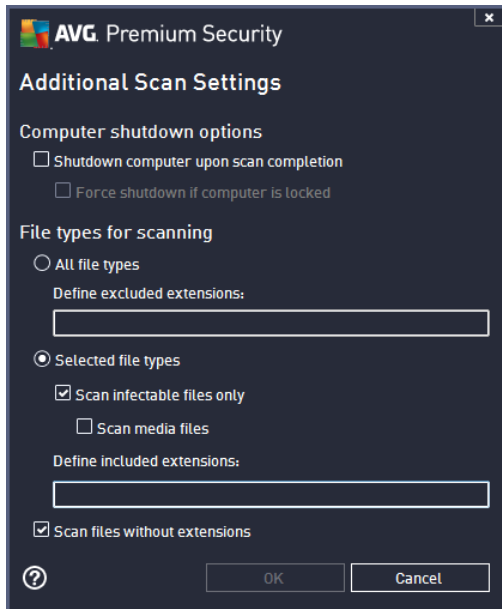 AVG. Premium Security
Additional Scan Settings
Computer shutdown options
Shutdown computer upon scan completion
Force shutdown if computer is locked
File types for scanning
All file types
Define excluded extensions:
Selected file types
Scan infectable files only
Scan media files
Define included extensions:
Scan files without extensions
OK Cancel